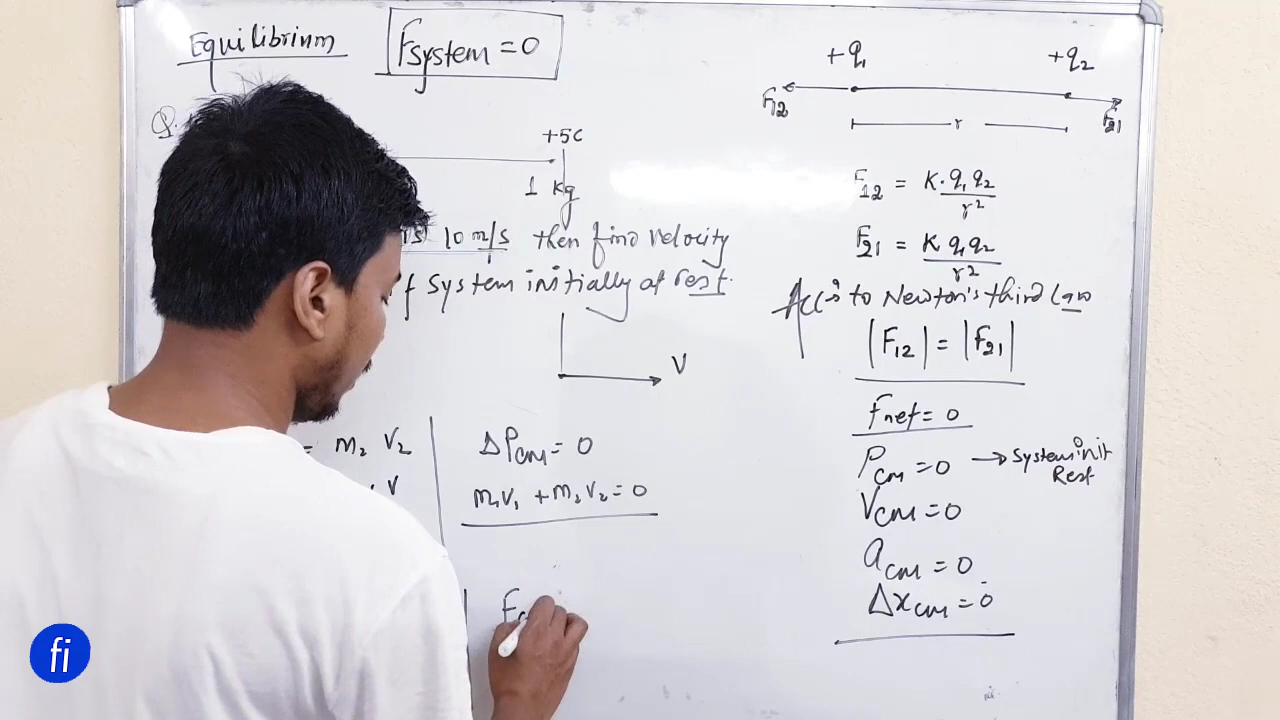 Equilibrium
Fsystem = 0
Q.
+5C
1 kg
is 10 m/s then find velocity
of system initially at rest.
V
= m₂ V₂
V
ΔPcm = 0
m₁V₁ + m₂V₂ = 0
+q₁ +q₂
F12 F21
r
F12 = K·q₁q₂/r²
F21 = K q₁q₂/r²
Acc. to Newton's third Law
|F12| = |F21|
Fnet = 0
Pcm = 0 → System init Rest
Vcm = 0
acm = 0
Δxcm = 0
fi